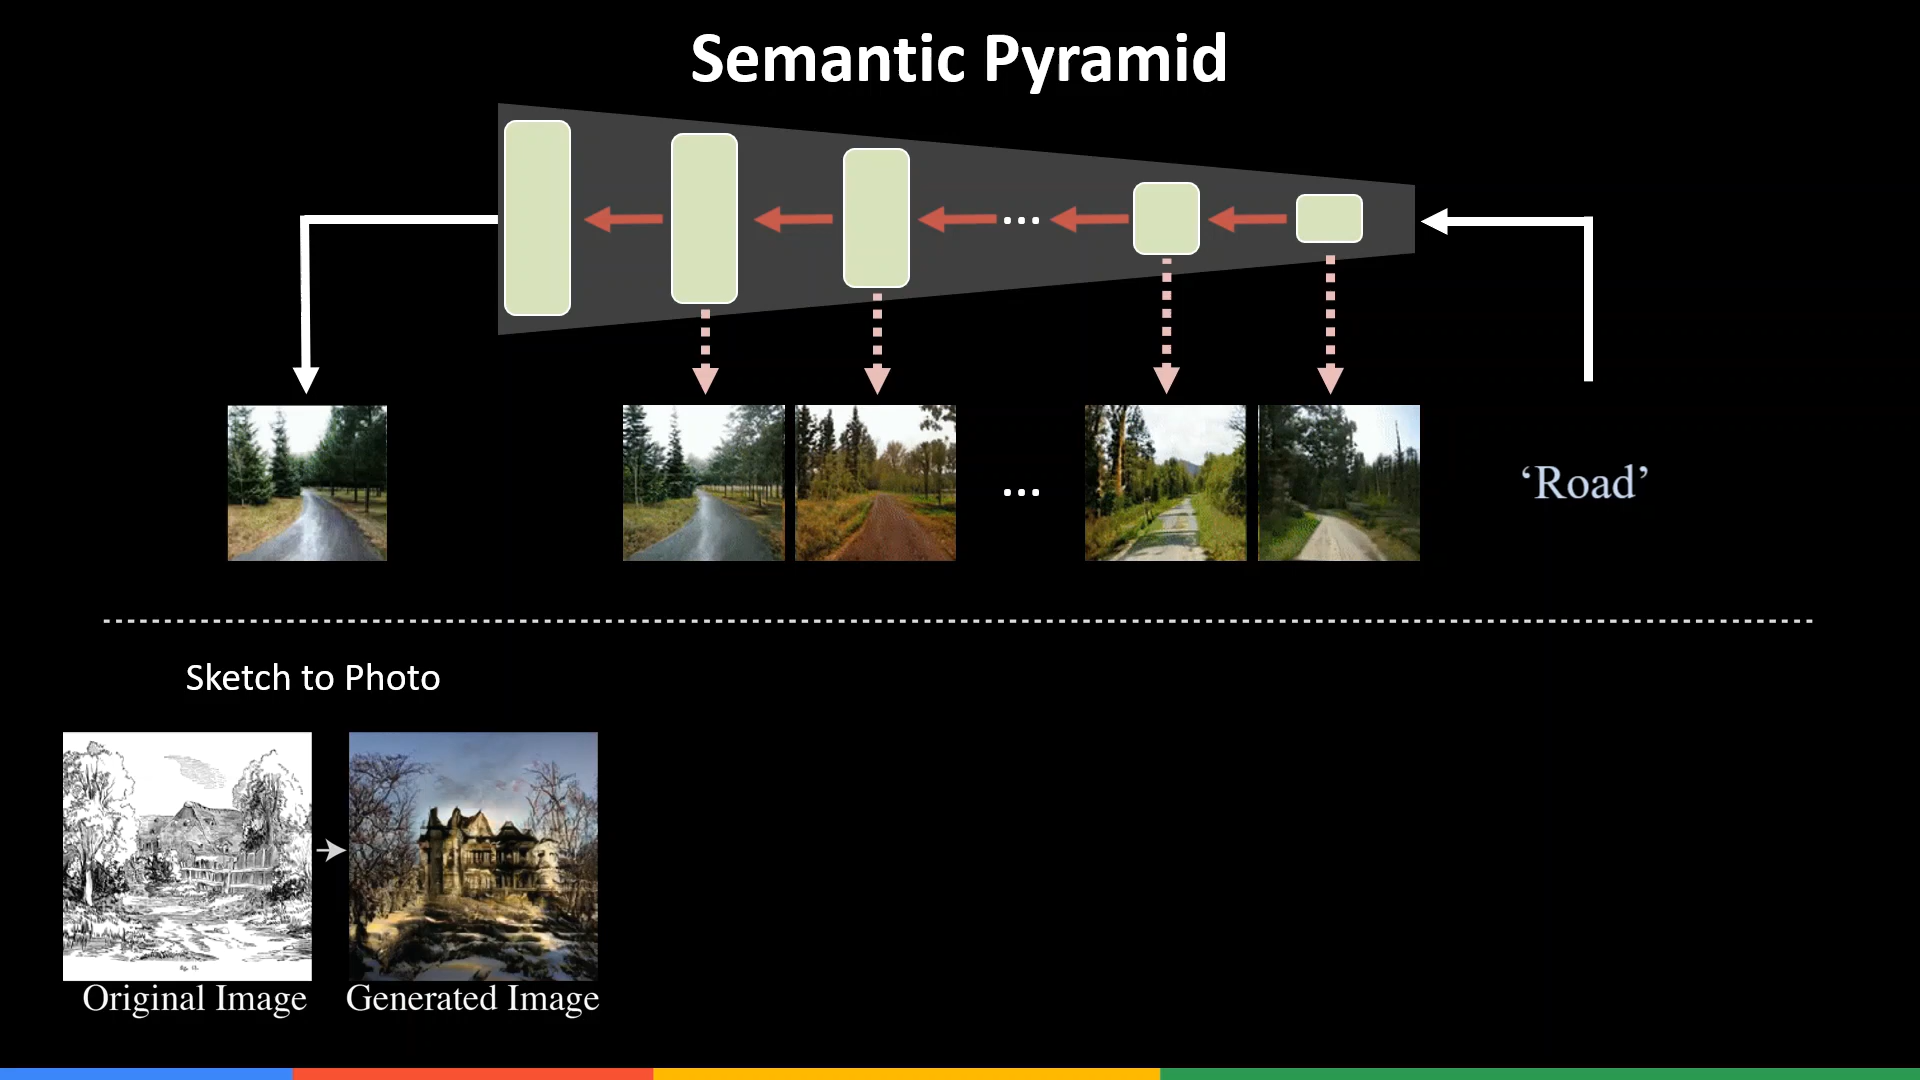 Semantic Pyramid
‘Road’
Sketch to Photo
Original Image
Generated Image